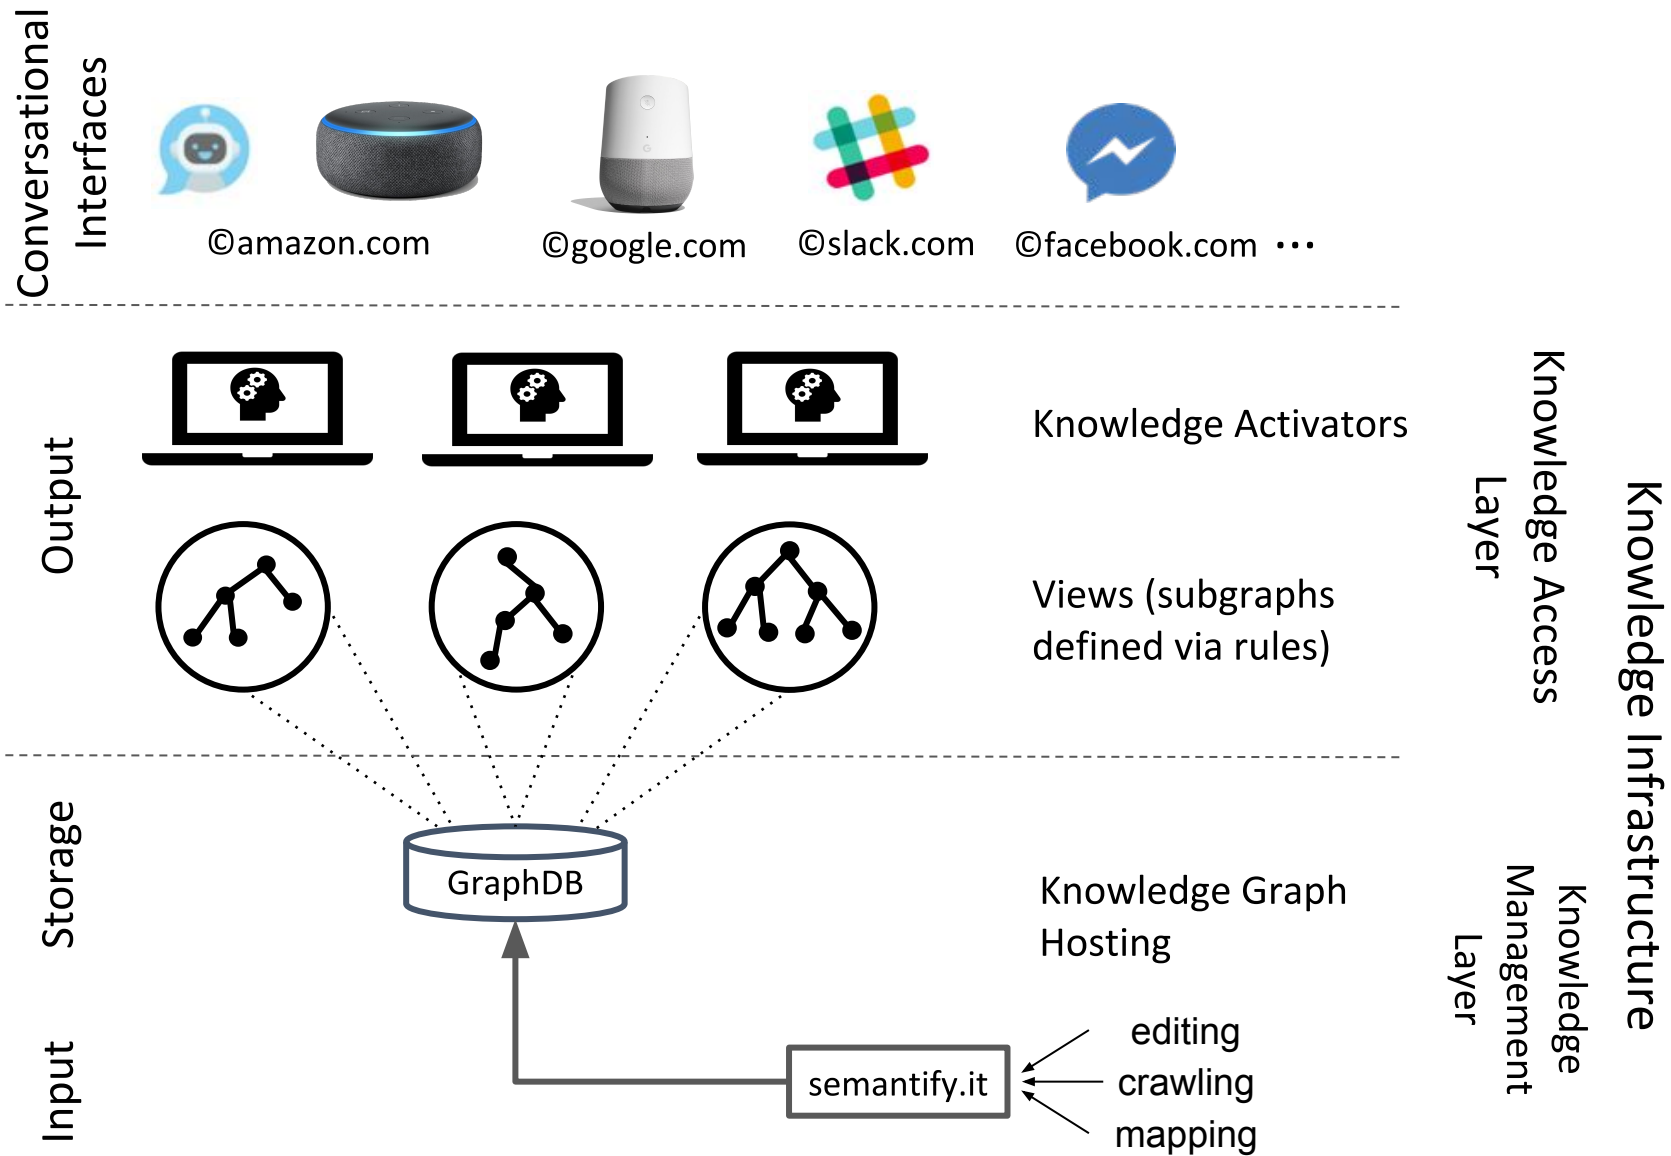 Conversational
Interfaces
©amazon.com
©google.com
©slack.com
©facebook.com ...
Output
Knowledge Activators
Views (subgraphs
defined via rules)
Knowledge Access
Layer
Knowledge Infrastructure
Storage
GraphDB
Knowledge Graph
Hosting
Knowledge
Management
Layer
Input
semantify.it
editing
crawling
mapping